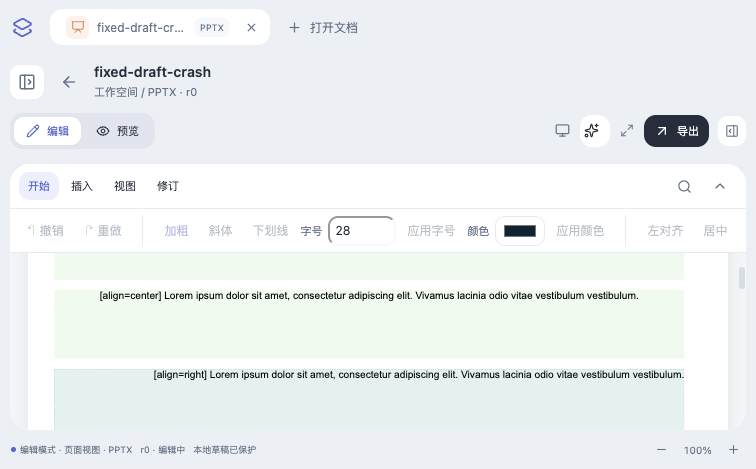 fixed-draft-cr... PPTX 打开文档
fixed-draft-crash
工作空间 / PPTX · r0
编辑 预览 导出
开始 插入 视图 修订
撤销 重做 加粗 斜体 下划线 字号 28 应用字号 颜色 应用颜色 左对齐 居中
[align=center] Lorem ipsum dolor sit amet, consectetur adipiscing elit. Vivamus lacinia odio vitae vestibulum vestibulum.
[align=right] Lorem ipsum dolor sit amet, consectetur adipiscing elit. Vivamus lacinia odio vitae vestibulum vestibulum.
编辑模式 · 页面视图 · PPTX r0 · 编辑中 本地草稿已保护 100%